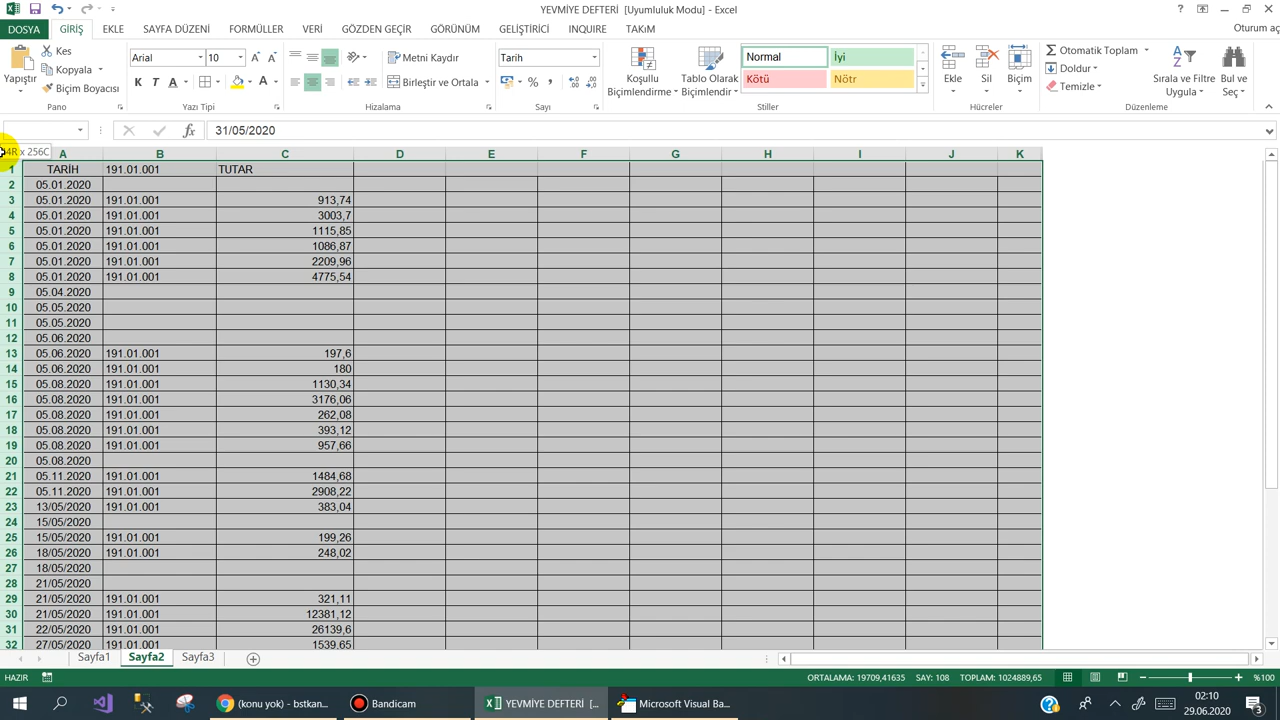 YEVMİYE DEFTERİ  [Uyumluluk Modu] - Excel
DOSYA GİRİŞ EKLE SAYFA DÜZENİ FORMÜLLER VERİ GÖZDEN GEÇİR GÖRÜNÜM INQUIRE TAKIM Oturum aç
Yapıştır Kes Kopyala Biçim Boyacısı Pano
Arial 10 K T A A Yazı Tipi
Metni Kaydır Birleştir ve Ortala Hizalama
Tarih % Sayı
Koşullu Biçimlendirme Tablo Olarak Biçimlendir Normal İyi Kötü Nötr Stiller
Ekle Sil Biçim Hücreler
Otomatik Toplam Doldur Temizle Sırala ve Filtre Uygula Bul ve Seç Düzenleme
fx 31/05/2020
4R x 256C A B C D E F G H I J K
1 TARİH 191.01.001 TUTAR
2 05.01.2020
3 05.01.2020 191.01.001 913,74
4 05.01.2020 191.01.001 3003,7
5 05.01.2020 191.01.001 1115,85
6 05.01.2020 191.01.001 1086,87
7 05.01.2020 191.01.001 2209,96
8 05.01.2020 191.01.001 4775,54
9 05.04.2020
10 05.05.2020
11 05.05.2020
12 05.06.2020
13 05.06.2020 191.01.001 197,6
14 05.06.2020 191.01.001 180
15 05.08.2020 191.01.001 1130,34
16 05.08.2020 191.01.001 3176,06
17 05.08.2020 191.01.001 262,08
18 05.08.2020 191.01.001 393,12
19 05.08.2020 191.01.001 957,66
20 05.08.2020
21 05.11.2020 191.01.001 1484,68
22 05.11.2020 191.01.001 2908,22
23 13/05/2020 191.01.001 383,04
24 15/05/2020
25 15/05/2020 191.01.001 199,26
26 18/05/2020 191.01.001 248,02
27 18/05/2020
28 21/05/2020
29 21/05/2020 191.01.001 321,11
30 21/05/2020 191.01.001 12381,12
31 22/05/2020 191.01.001 26139,6
32 27/05/2020 191.01.001 1539,65
Sayfa1 Sayfa2 Sayfa3
HAZIR ORTALAMA: 19709,41635 SAY: 108 TOPLAM: 1024889,65 %100
(konu yok) - bstkan... Bandicam YEVMİYE DEFTERİ [... Microsoft Visual Ba... 02:10
29.06.2020 3